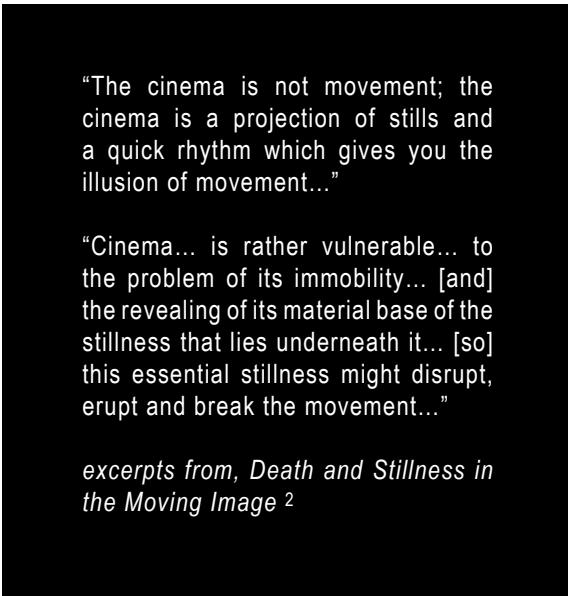 “The cinema is not movement; the
cinema is a projection of stills and
a quick rhythm which gives you the
illusion of movement...”
“Cinema... is rather vulnerable... to
the problem of its immobility... [and]
the revealing of its material base of the
stillness that lies underneath it... [so]
this essential stillness might disrupt,
erupt and break the movement...”
excerpts from, Death and Stillness in
the Moving Image 2